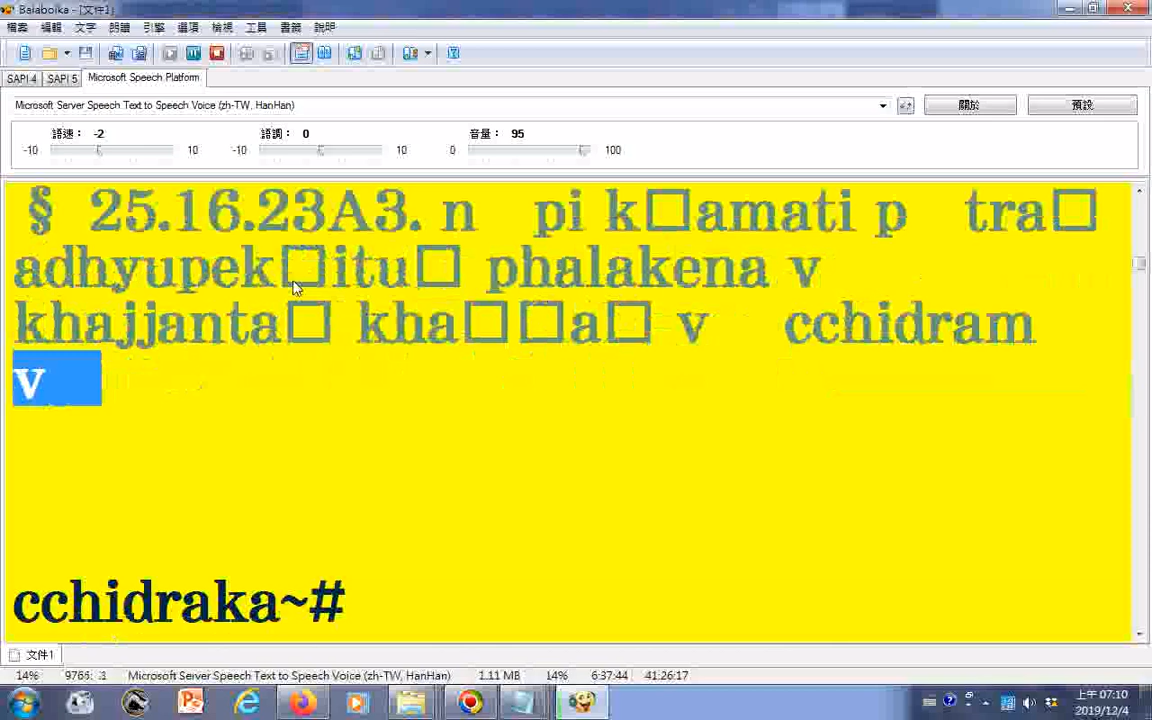 Balabolka - [文件1]
檔案 編輯 文字 朗讀 引擎 選項 檢視 工具 書籤 說明
SAPI 4 SAPI 5 Microsoft Speech Platform
Microsoft Server Speech Text to Speech Voice (zh-TW, HanHan) 關於 預設
語速： -2 語調： 0 音量： 95
-10 10 -10 10 0 100
§ 25.16.23A3. n pi k□amati p tra□
adhyupek□itu□ phalakena v
khajjanta□ kha□□a□ v cchidram
v
cchidraka~#
文件1
14% 9766: 1 Microsoft Server Speech Text to Speech Voice (zh-TW, HanHan) 1.11 MB 14% 6:37:44 41:26:17
上午 07:10
2019/12/4